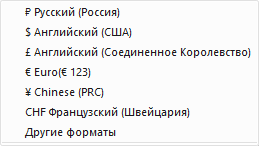 ₽ Русский (Россия)
$ Английский (США)
£ Английский (Соединенное Королевство)
€ Euro(€ 123)
¥ Chinese (PRC)
CHF Французский (Швейцария)
Другие форматы